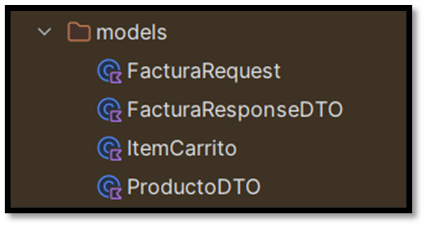 models
FacturaRequest
FacturaResponseDTO
ItemCarrito
ProductoDTO